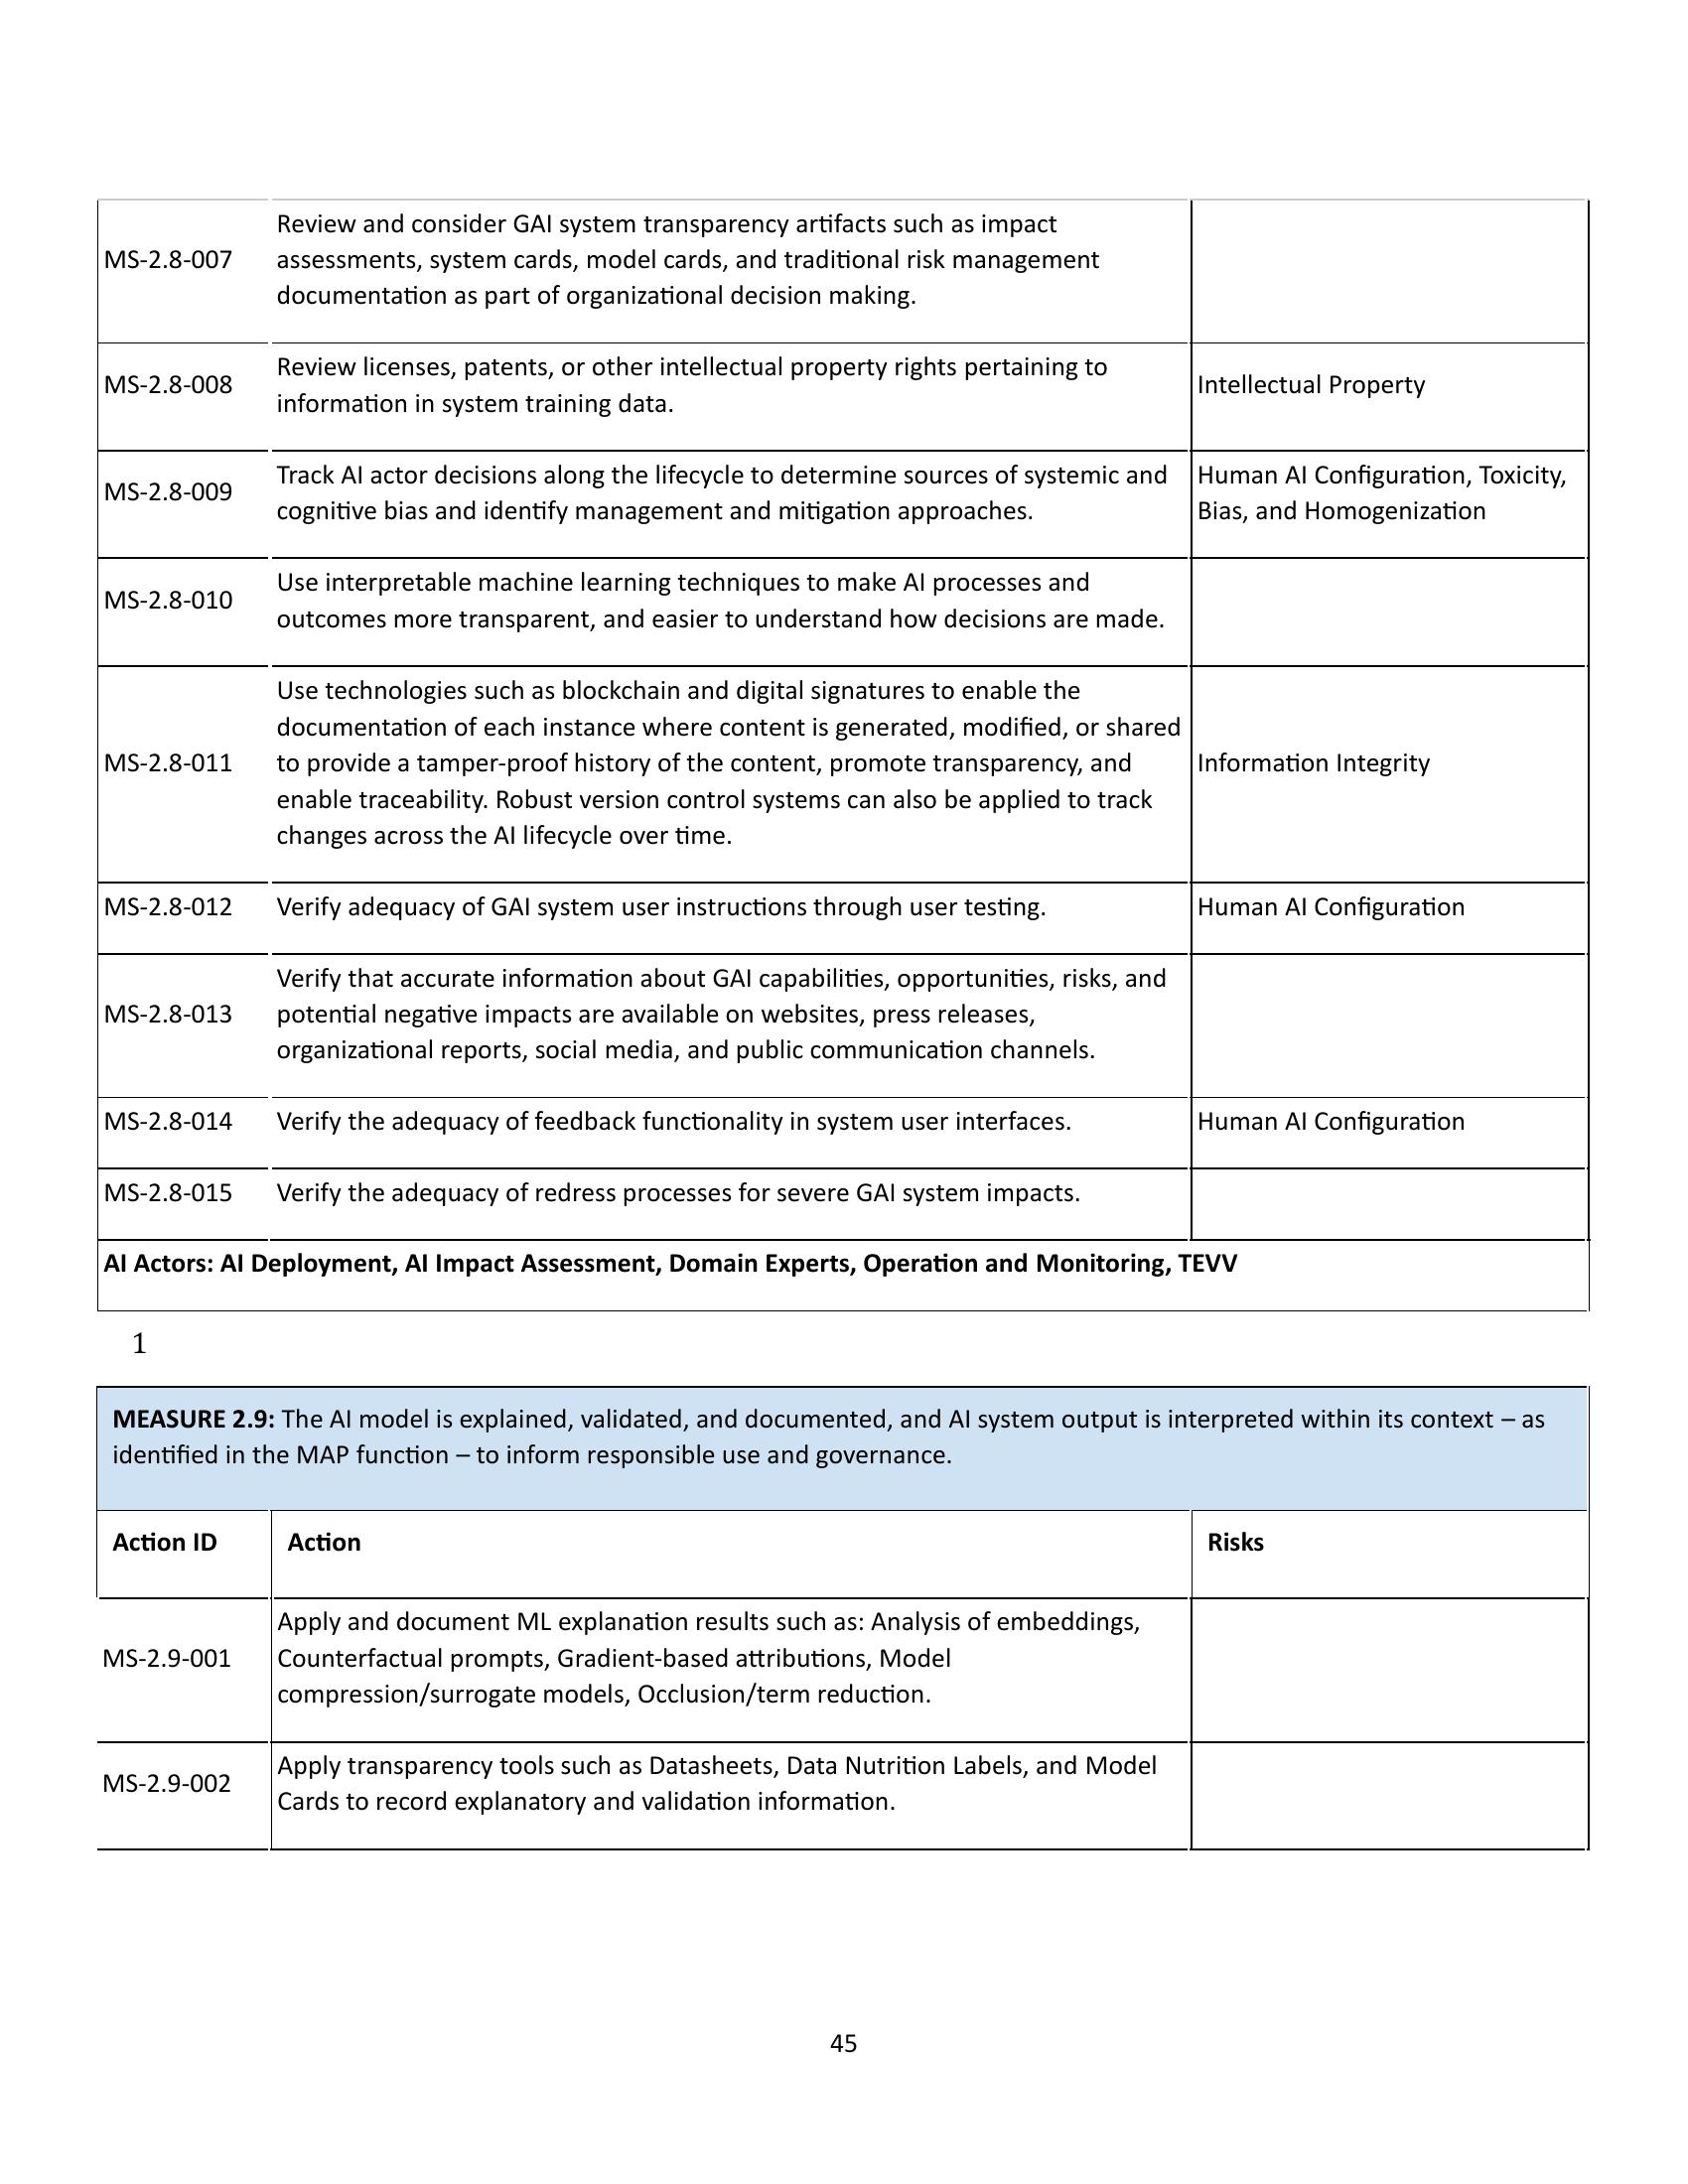 Review and consider GAI system transparency artifacts such as impact
MS-2.8-007 assessments, system cards, model cards, and traditional risk management
documentation as part of organizational decision making.
Review licenses, patents, or other intellectual property rights pertaining to
MS-2.8-008 information in system training data. Intellectual Property
Track AI actor decisions along the lifecycle to determine sources of systemic and Human AI Configuration, Toxicity,
MS-2.8-009 cognitive bias and identify management and mitigation approaches. Bias, and Homogenization
Use interpretable machine learning techniques to make AI processes and
MS-2.8-010 outcomes more transparent, and easier to understand how decisions are made.
Use technologies such as blockchain and digital signatures to enable the
documentation of each instance where content is generated, modified, or shared
MS-2.8-011 to provide a tamper-proof history of the content, promote transparency, and Information Integrity
enable traceability. Robust version control systems can also be applied to track
changes across the AI lifecycle over time.
MS-2.8-012 Verify adequacy of GAI system user instructions through user testing. Human AI Configuration
Verify that accurate information about GAI capabilities, opportunities, risks, and
MS-2.8-013 potential negative impacts are available on websites, press releases,
organizational reports, social media, and public communication channels.
MS-2.8-014 Verify the adequacy of feedback functionality in system user interfaces. Human AI Configuration
MS-2.8-015 Verify the adequacy of redress processes for severe GAI system impacts.
AI Actors: AI Deployment, AI Impact Assessment, Domain Experts, Operation and Monitoring, TEVV
1
MEASURE 2.9: The AI model is explained, validated, and documented, and AI system output is interpreted within its context – as
identified in the MAP function – to inform responsible use and governance.
Action ID Action Risks
Apply and document ML explanation results such as: Analysis of embeddings,
MS-2.9-001 Counterfactual prompts, Gradient-based attributions, Model
compression/surrogate models, Occlusion/term reduction.
Apply transparency tools such as Datasheets, Data Nutrition Labels, and Model
MS-2.9-002 Cards to record explanatory and validation information.
45